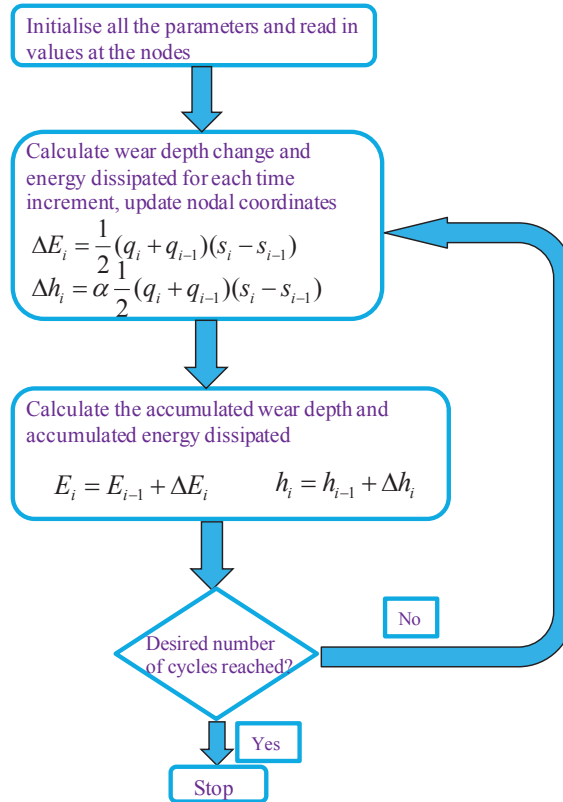 Initialise all the parameters and read in
values at the nodes
Calculate wear depth change and
energy dissipated for each time
increment, update nodal coordinates
ΔE_i = 1/2 (q_i + q_{i-1})(s_i − s_{i-1})
Δh_i = α 1/2 (q_i + q_{i-1})(s_i − s_{i-1})
Calculate the accumulated wear depth and
accumulated energy dissipated
E_i = E_{i-1} + ΔE_i h_i = h_{i-1} + Δh_i
No
Desired number
of cycles reached?
Yes
Stop